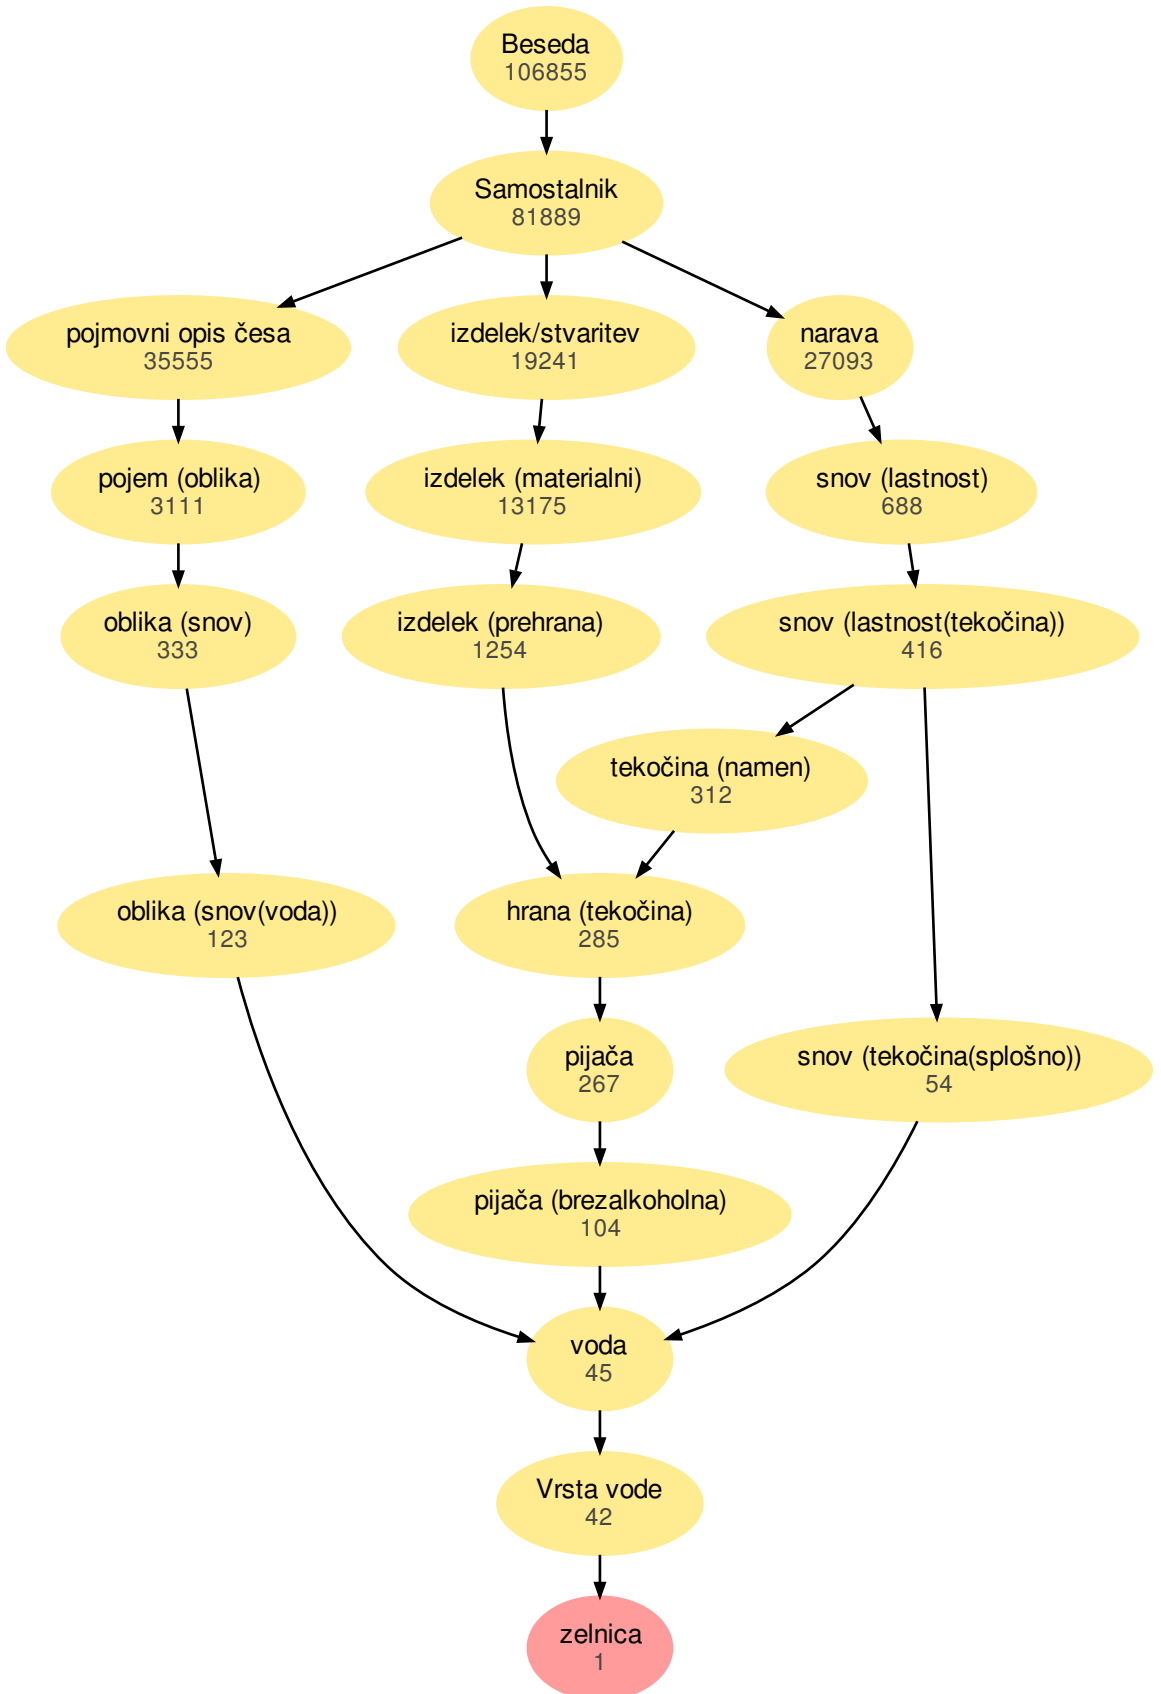 Beseda
106855
Samostalnik
81889
pojmovni opis česa
35555
izdelek/stvaritev
19241
narava
27093
pojem (oblika)
3111
izdelek (materialni)
13175
snov (lastnost)
688
oblika (snov)
333
izdelek (prehrana)
1254
snov (lastnost(tekočina))
416
tekočina (namen)
312
oblika (snov(voda))
123
hrana (tekočina)
285
pijača
267
snov (tekočina(splošno))
54
pijača (brezalkoholna)
104
voda
45
Vrsta vode
42
zelnica
1